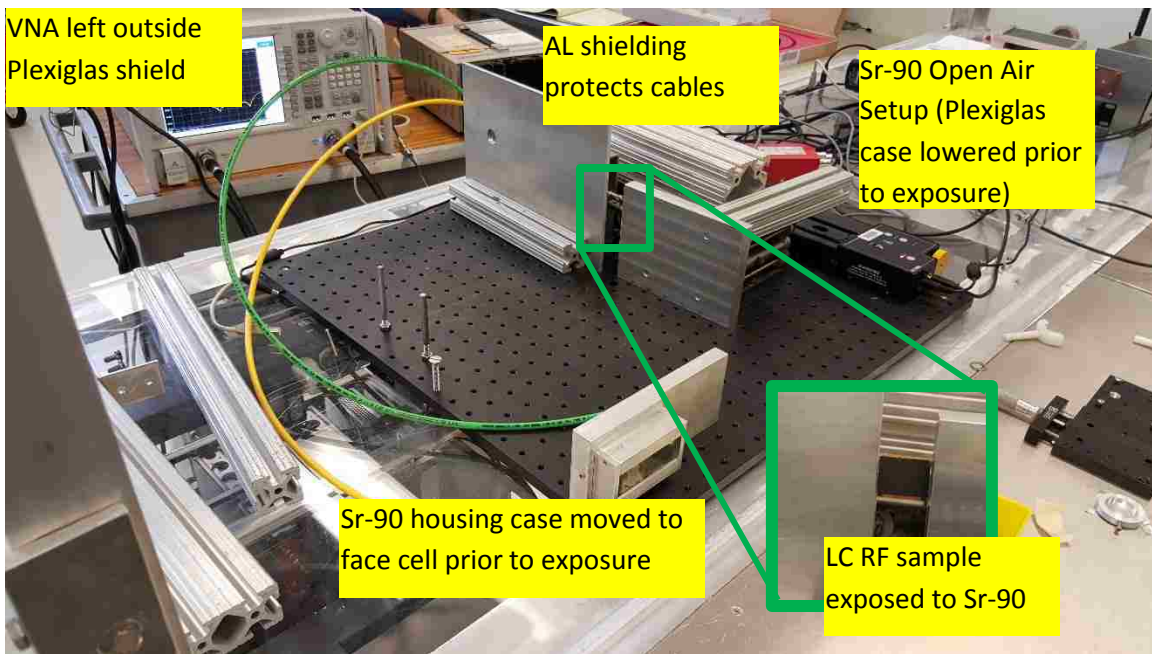 VNA left outside
Plexiglas shield
AL shielding
protects cables
Sr-90 Open Air
Setup (Plexiglas
case lowered prior
to exposure)
Sr-90 housing case moved to
face cell prior to exposure
LC RF sample
exposed to Sr-90